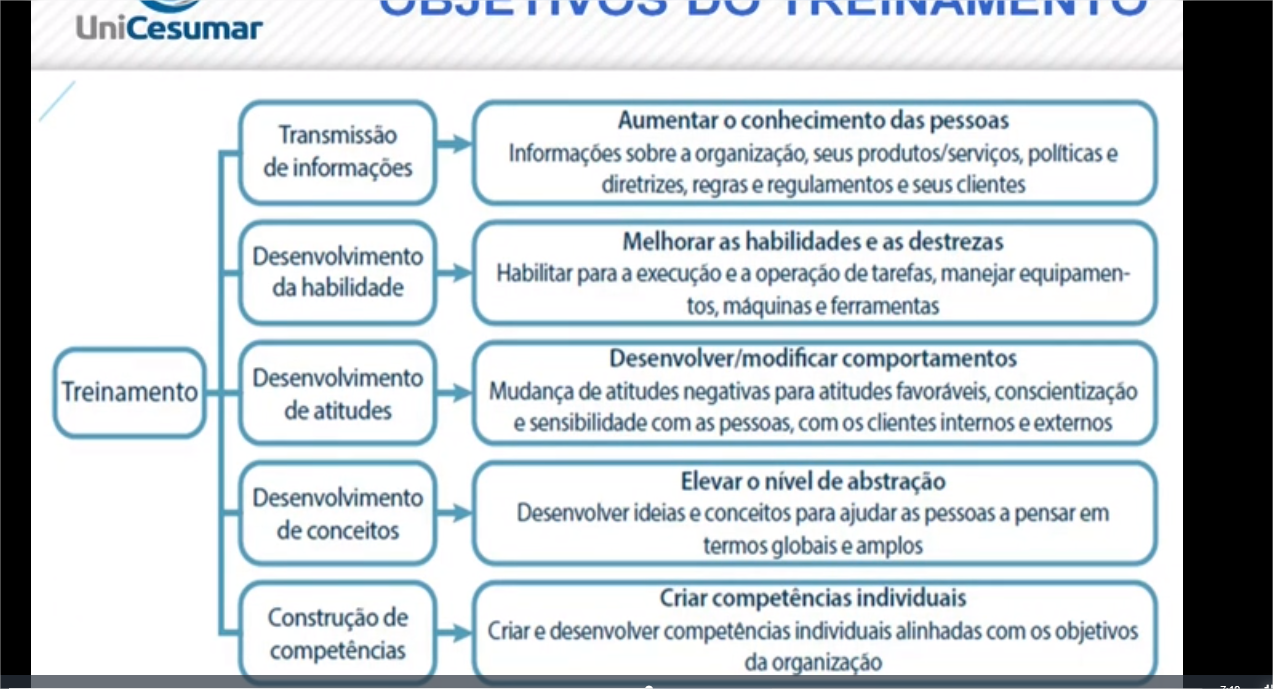 UniCesumar
OBJETIVOS DO TREINAMENTO
Treinamento
Transmissão
de informações
Aumentar o conhecimento das pessoas
Informações sobre a organização, seus produtos/serviços, políticas e
diretrizes, regras e regulamentos e seus clientes
Desenvolvimento
da habilidade
Melhorar as habilidades e as destrezas
Habilitar para a execução e a operação de tarefas, manejar equipamen-
tos, máquinas e ferramentas
Desenvolvimento
de atitudes
Desenvolver/modificar comportamentos
Mudança de atitudes negativas para atitudes favoráveis, conscientização
e sensibilidade com as pessoas, com os clientes internos e externos
Desenvolvimento
de conceitos
Elevar o nível de abstração
Desenvolver ideias e conceitos para ajudar as pessoas a pensar em
termos globais e amplos
Construção de
competências
Criar competências individuais
Criar e desenvolver competências individuais alinhadas com os objetivos
da organização